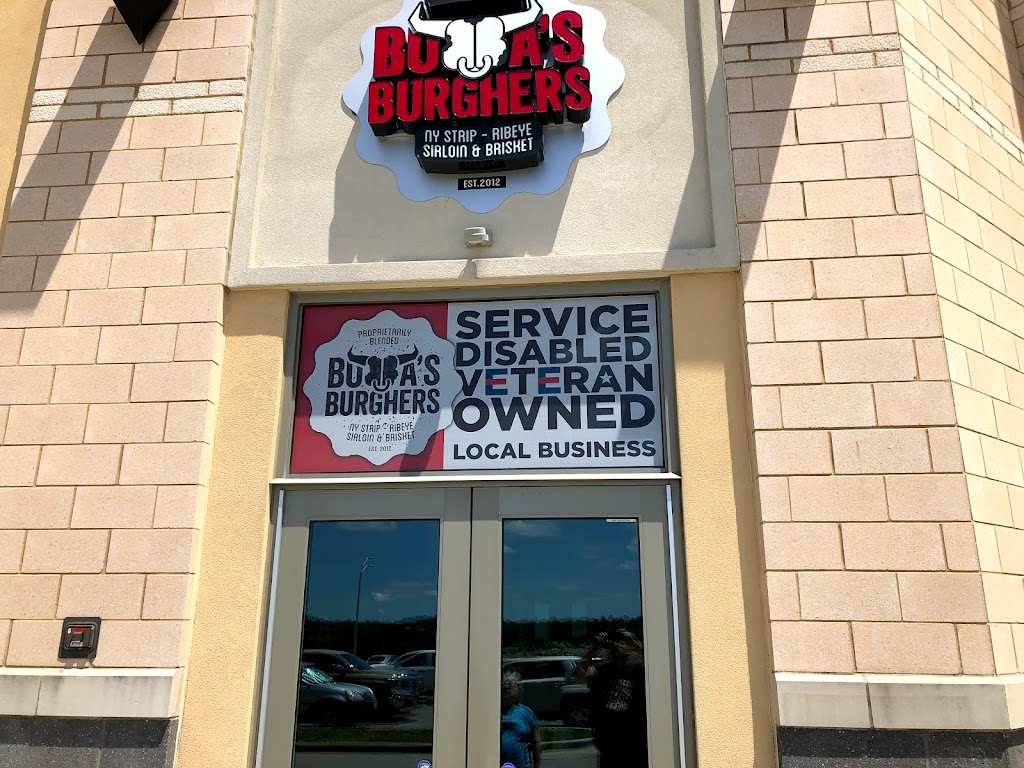 BUBBA'S
BURGHERS
NY STRIP - RIBEYE
SIRLOIN & BRISKET
EST.2012
PROPRIETARILY
BLENDED
BUBBA'S
BURGHERS
NY STRIP - RIBEYE
SIRLOIN & BRISKET
EST. 2012
SERVICE
DISABLED
VETERAN
OWNED
LOCAL BUSINESS